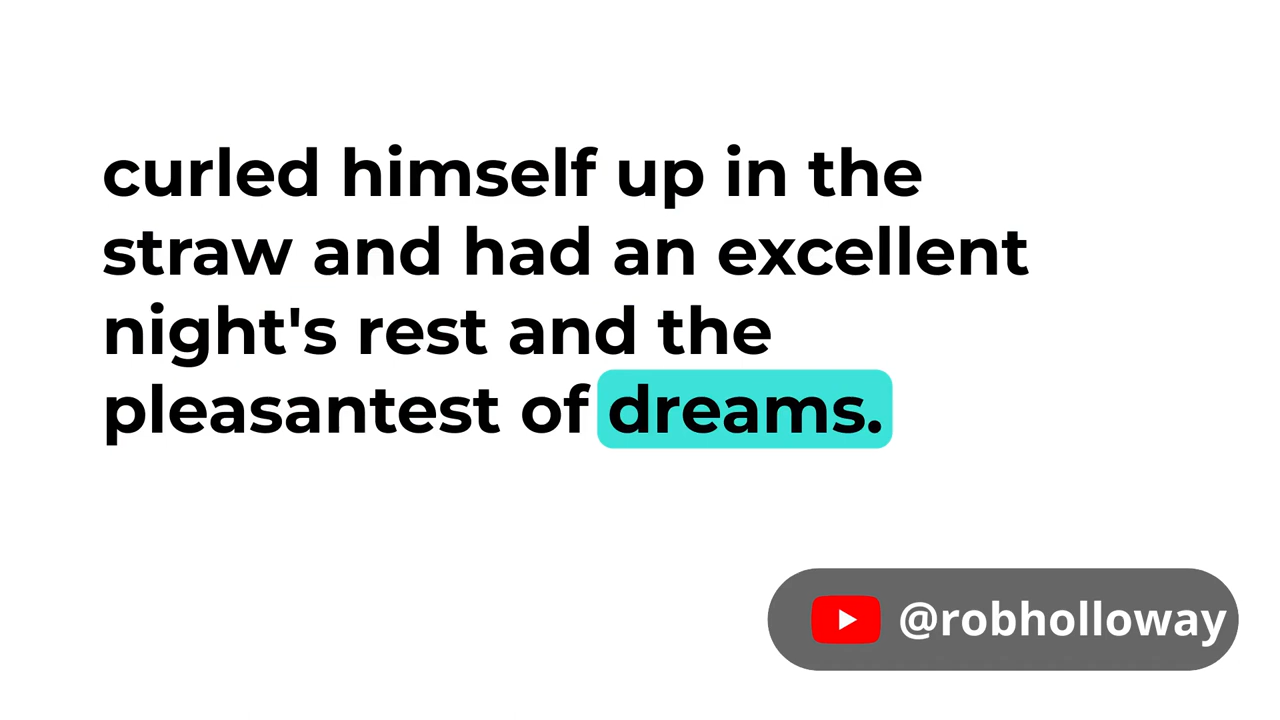 curled himself up in the
straw and had an excellent
night's rest and the
pleasantest of dreams.
@robholloway